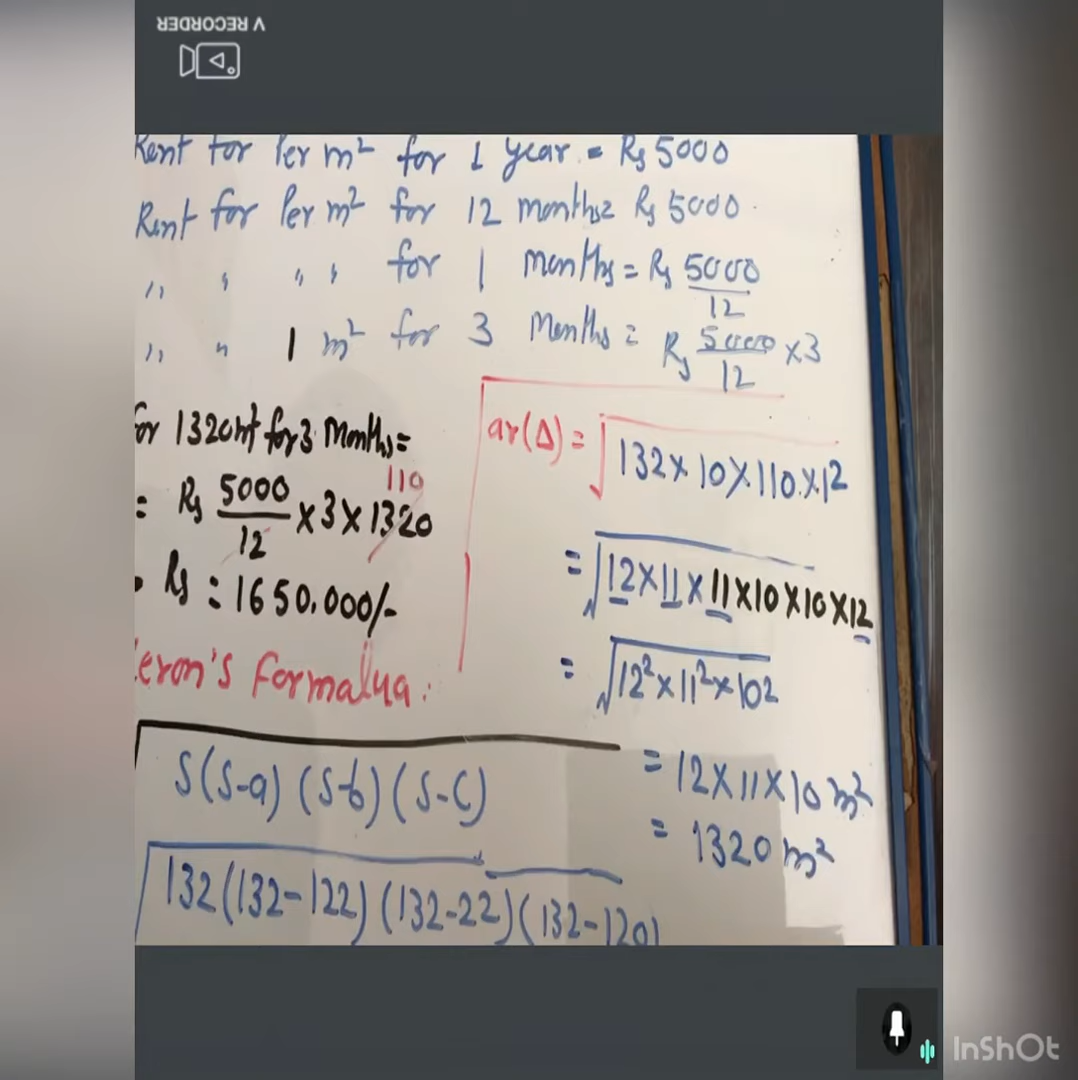 V RECORDER
Rent for Per m² for 1 year = Rs 5000
Rent for Per m² for 12 months = Rs 5000
,, ,, ,, ,, for 1 months = Rs 5000/12
,, ,, 1 m² for 3 Months = Rs 5000/12 ×3
for 1320m² for 3 Months =
= Rs 5000/12 ×3×1320
110
= Rs = 1650.000/-
eron's formalua:
s(s-a) (s-b) (s-c)
132(132-122) (132-22) (132-120)
ar(Δ) = √132×10×110×12
= √12×11×11×10×10×12
= √12²×11²×10²
= 12×11×10 m²
= 1320 m²
InShOt